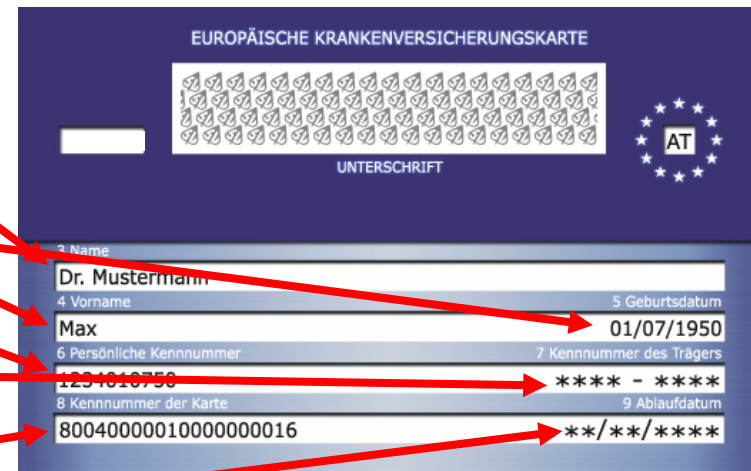 EUROPÄISCHE KRANKENVERSICHERUNGSKARTE
AT
UNTERSCHRIFT
3 Name
Dr. Mustermann
4 Vorname 5 Geburtsdatum
Max 01/07/1950
6 Persönliche Kennnummer 7 Kennnummer des Trägers
1234010750 **** - ****
8 Kennnummer der Karte 9 Ablaufdatum
80040000010000000016 **/**/****